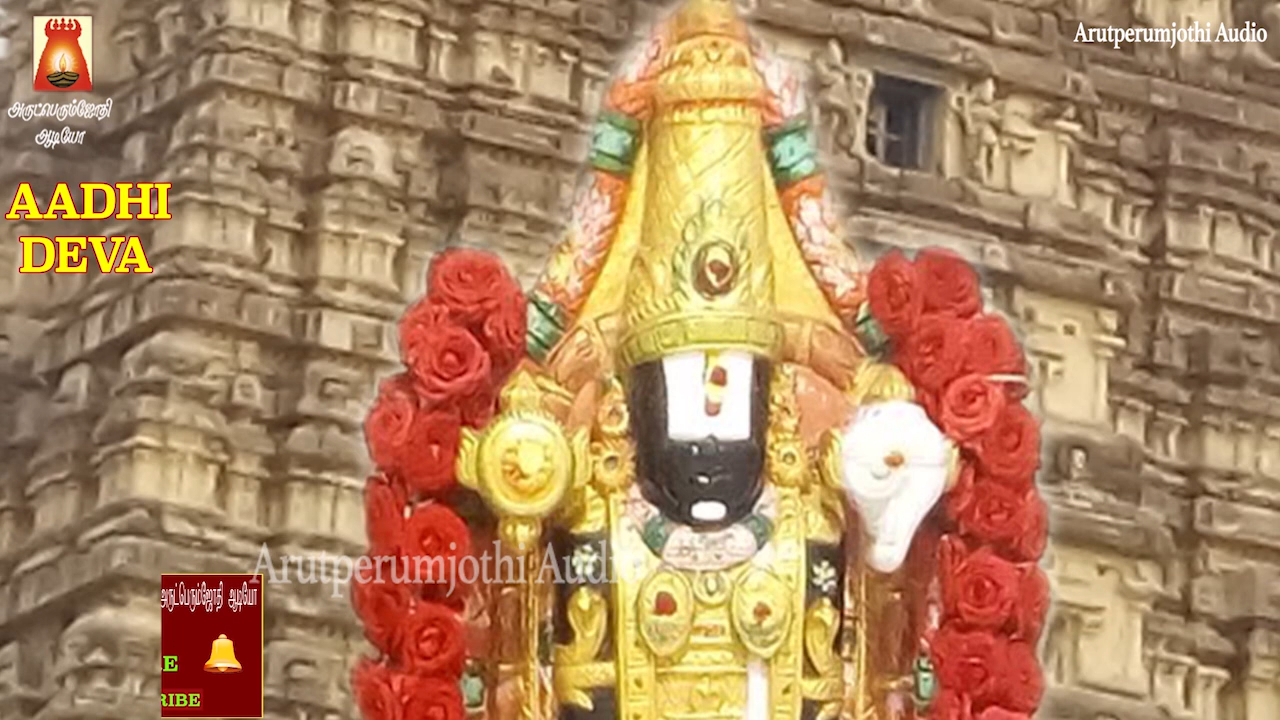 அருட்பெரும்ஜோதி
ஆடியோ
Arutperumjothi Audio
AADHI
DEVA
Arutperumjothi Audio
அருட்பெரும்ஜோதி ஆடியோ
E
RIBE